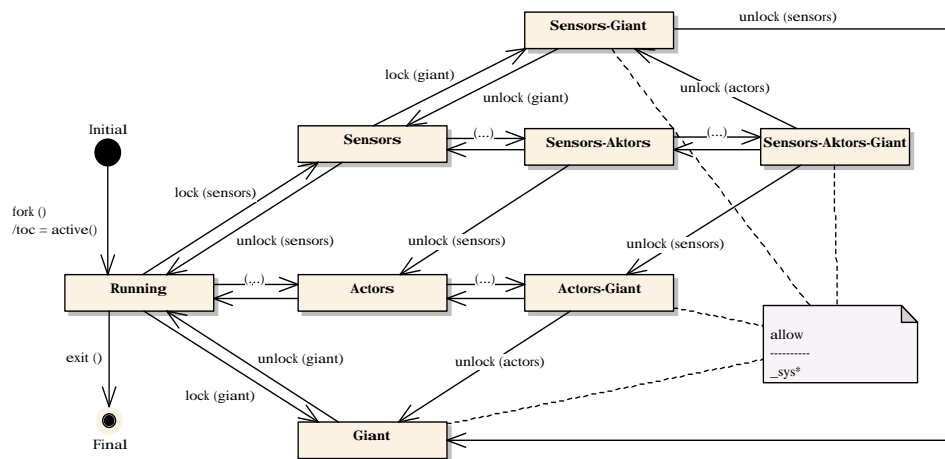 unlock (sensors)
Sensors-Giant
lock (giant)
unlock (actors)
unlock (giant)
Initial
Sensors
(...)
Sensors-Aktors
(...)
Sensors-Aktors-Giant
lock (sensors)
fork ()
/toc = active()
unlock (sensors)
unlock (sensors)
unlock (sensors)
Running
(...)
Actors
(...)
Actors-Giant
allow
----------
_sys*
exit ()
unlock (giant)
unlock (actors)
lock (giant)
Final
Giant